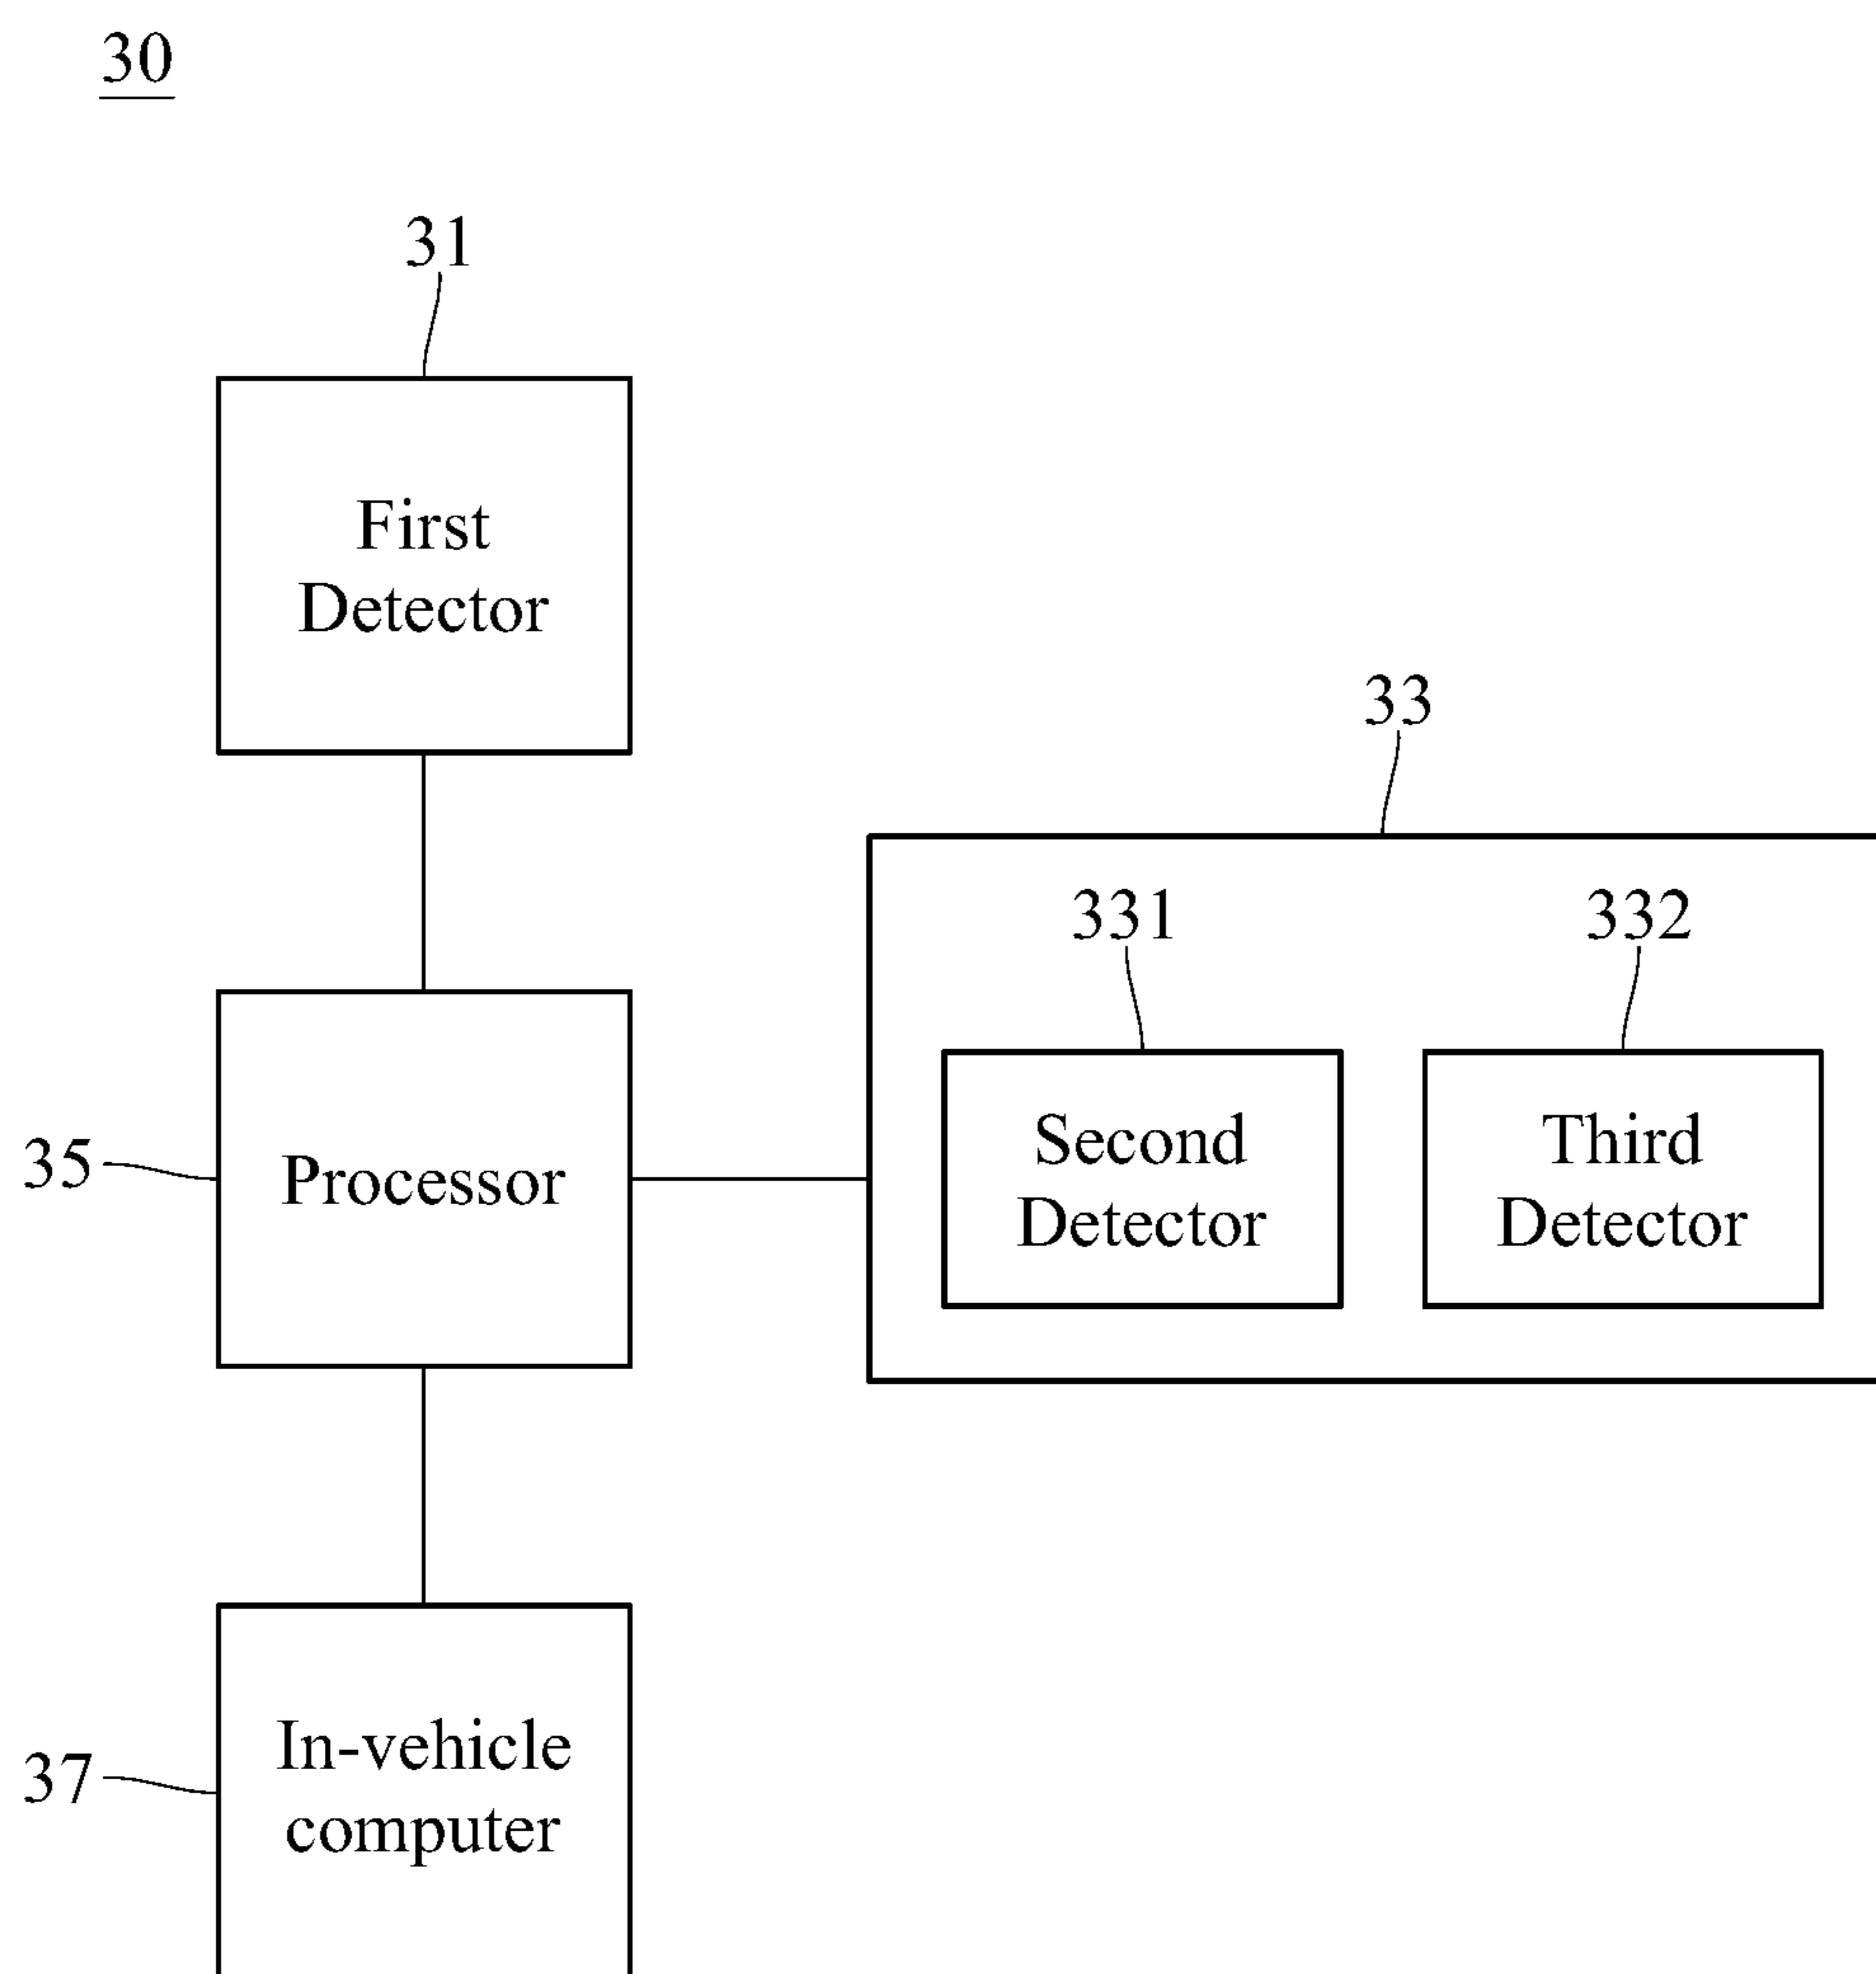 30
31
First
Detector
33
331
332
Second
Detector
Third
Detector
35
Processor
37
In-vehicle
computer